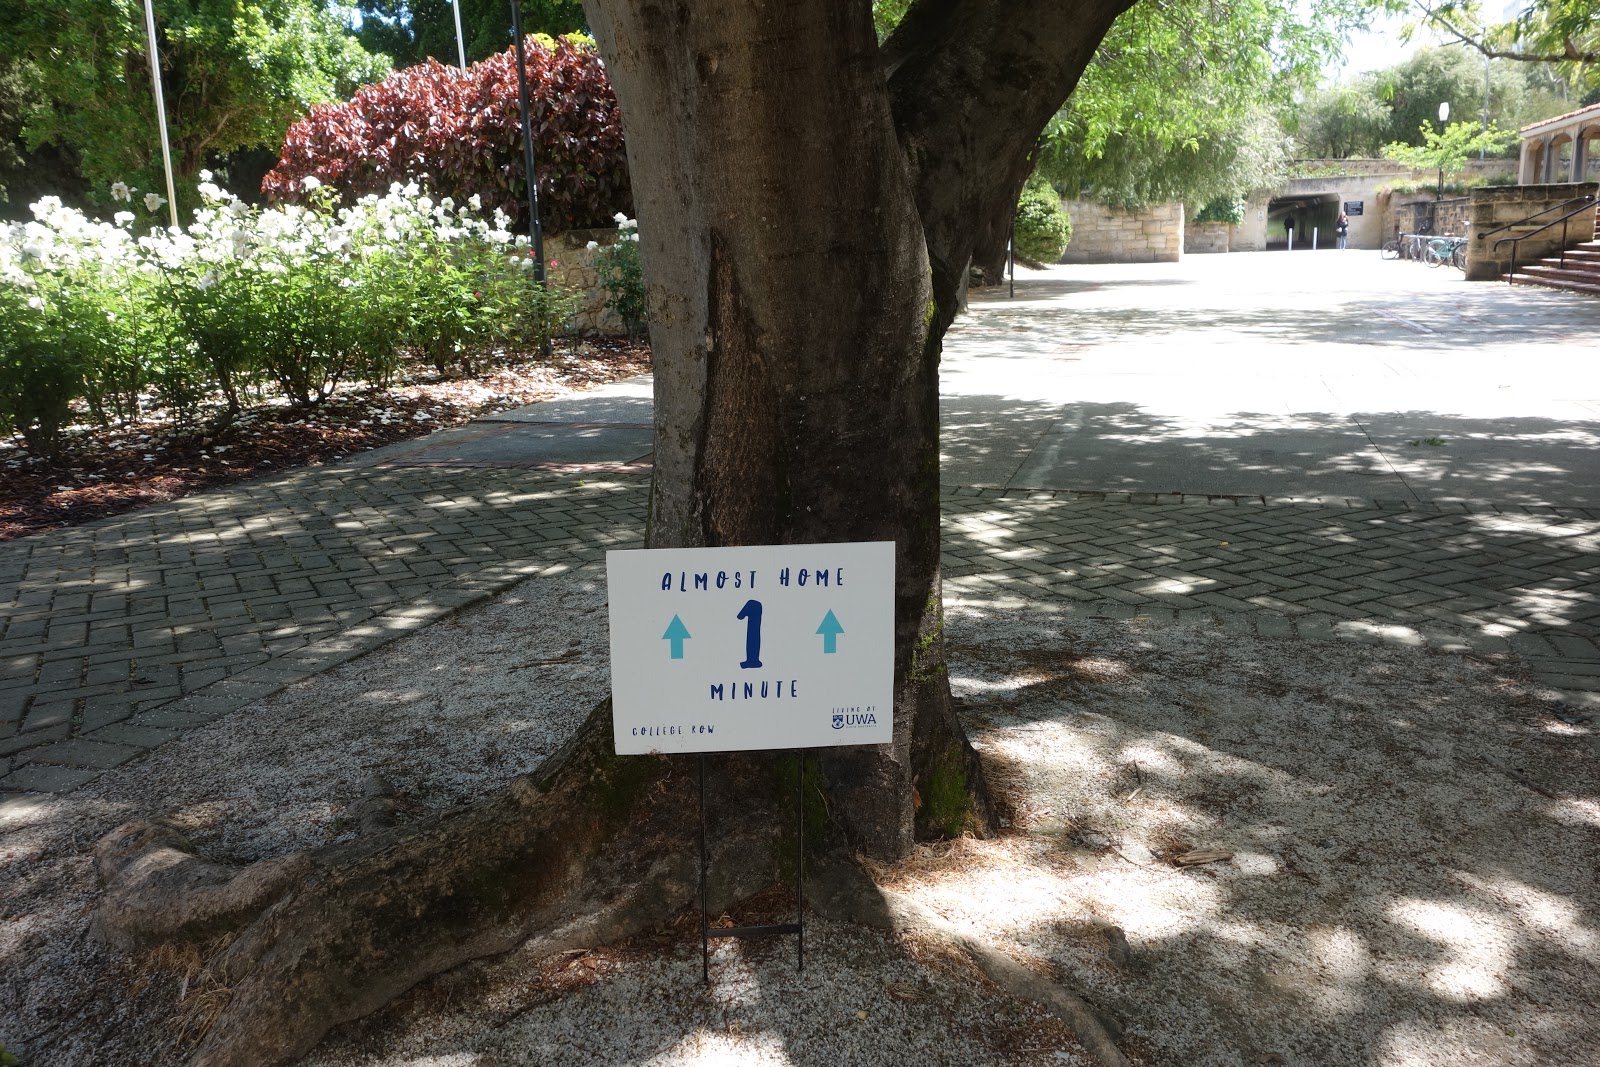 ALMOST HOME
1
MINUTE
COLLEGE ROW
LIVING AT
UWA